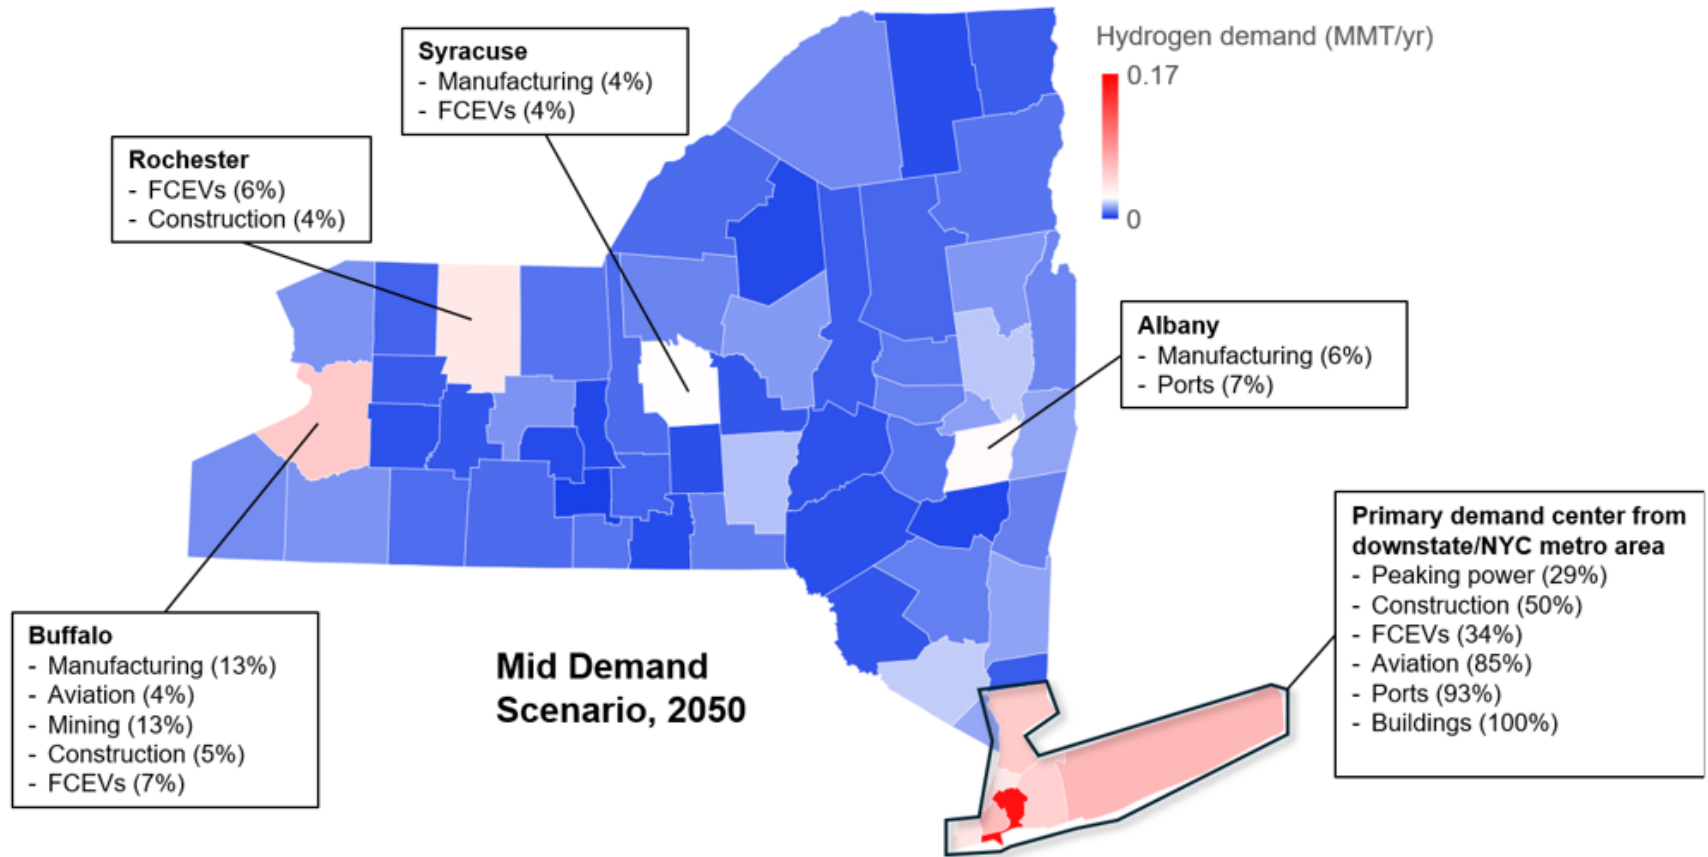 Syracuse
- Manufacturing (4%)
- FCEVs (4%)
Hydrogen demand (MMT/yr)
0.17
0
Rochester
- FCEVs (6%)
- Construction (4%)
Albany
- Manufacturing (6%)
- Ports (7%)
Primary demand center from
downstate/NYC metro area
- Peaking power (29%)
- Construction (50%)
- FCEVs (34%)
- Aviation (85%)
- Ports (93%)
- Buildings (100%)
Buffalo
- Manufacturing (13%)
- Aviation (4%)
- Mining (13%)
- Construction (5%)
- FCEVs (7%)
Mid Demand
Scenario, 2050